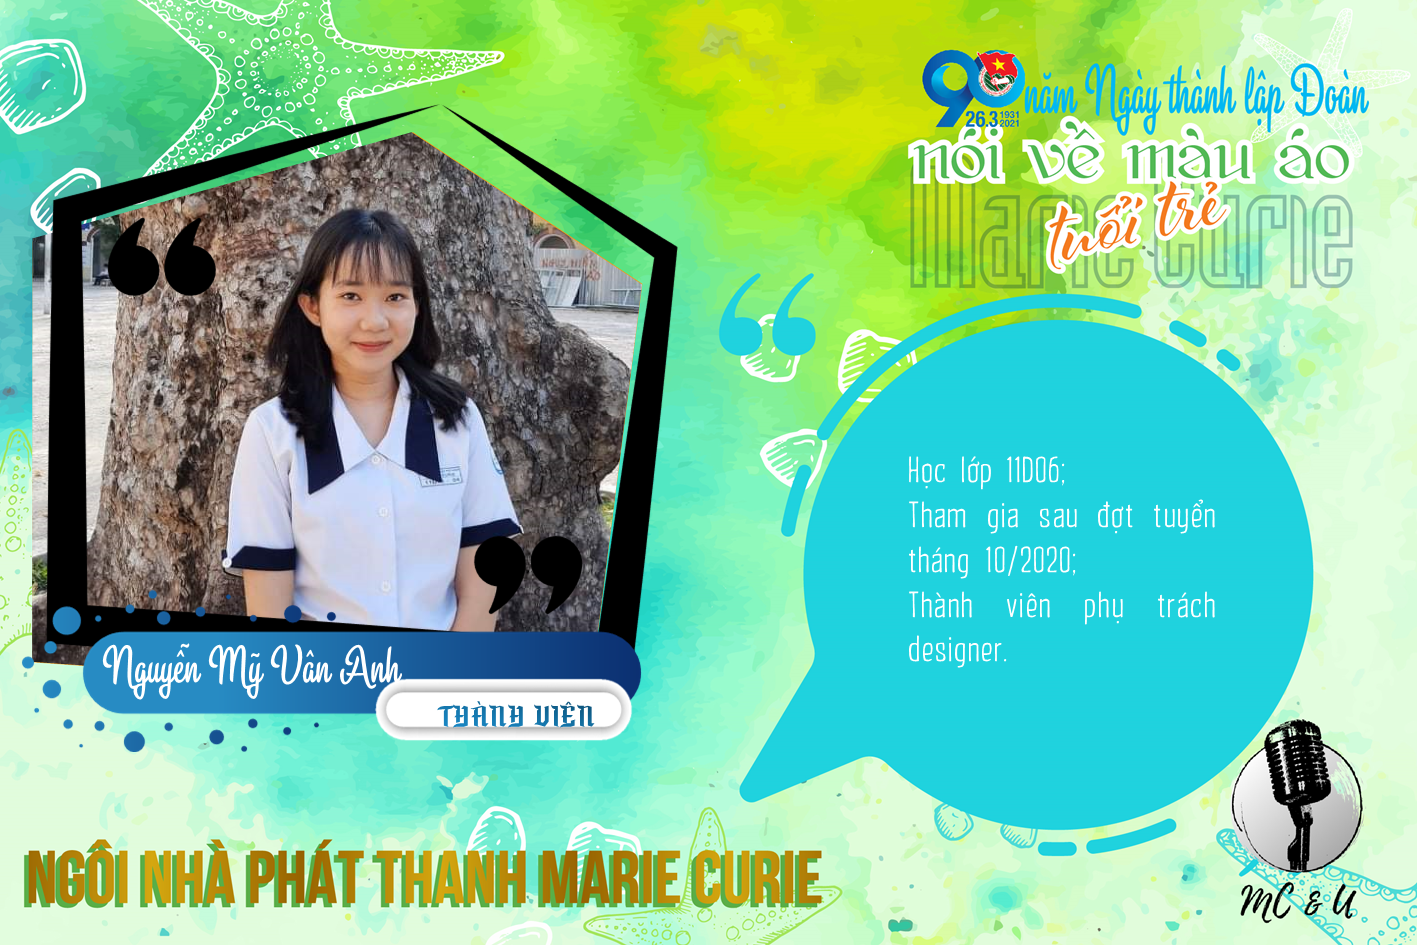 90 năm Ngày thành lập Đoàn
26.3 1931 2021
nói về màu áo
tuổi trẻ
Marie Curie
Học lớp 11D06;
Tham gia sau đợt tuyển
tháng 10/2020;
Thành viên phụ trách
designer.
Nguyễn Mỹ Vân Anh
THÀNH VIÊN
NGÔI NHÀ PHÁT THANH MARIE CURIE
MC & U